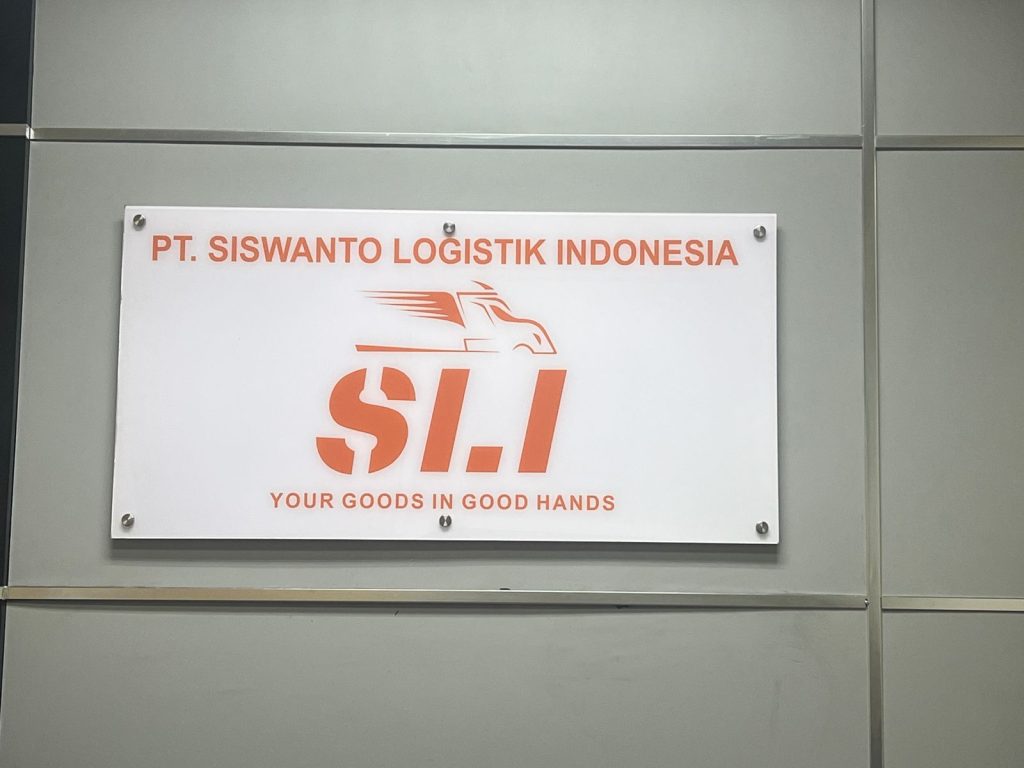 PT. SISWANTO LOGISTIK INDONESIA
SLI
YOUR GOODS IN GOOD HANDS